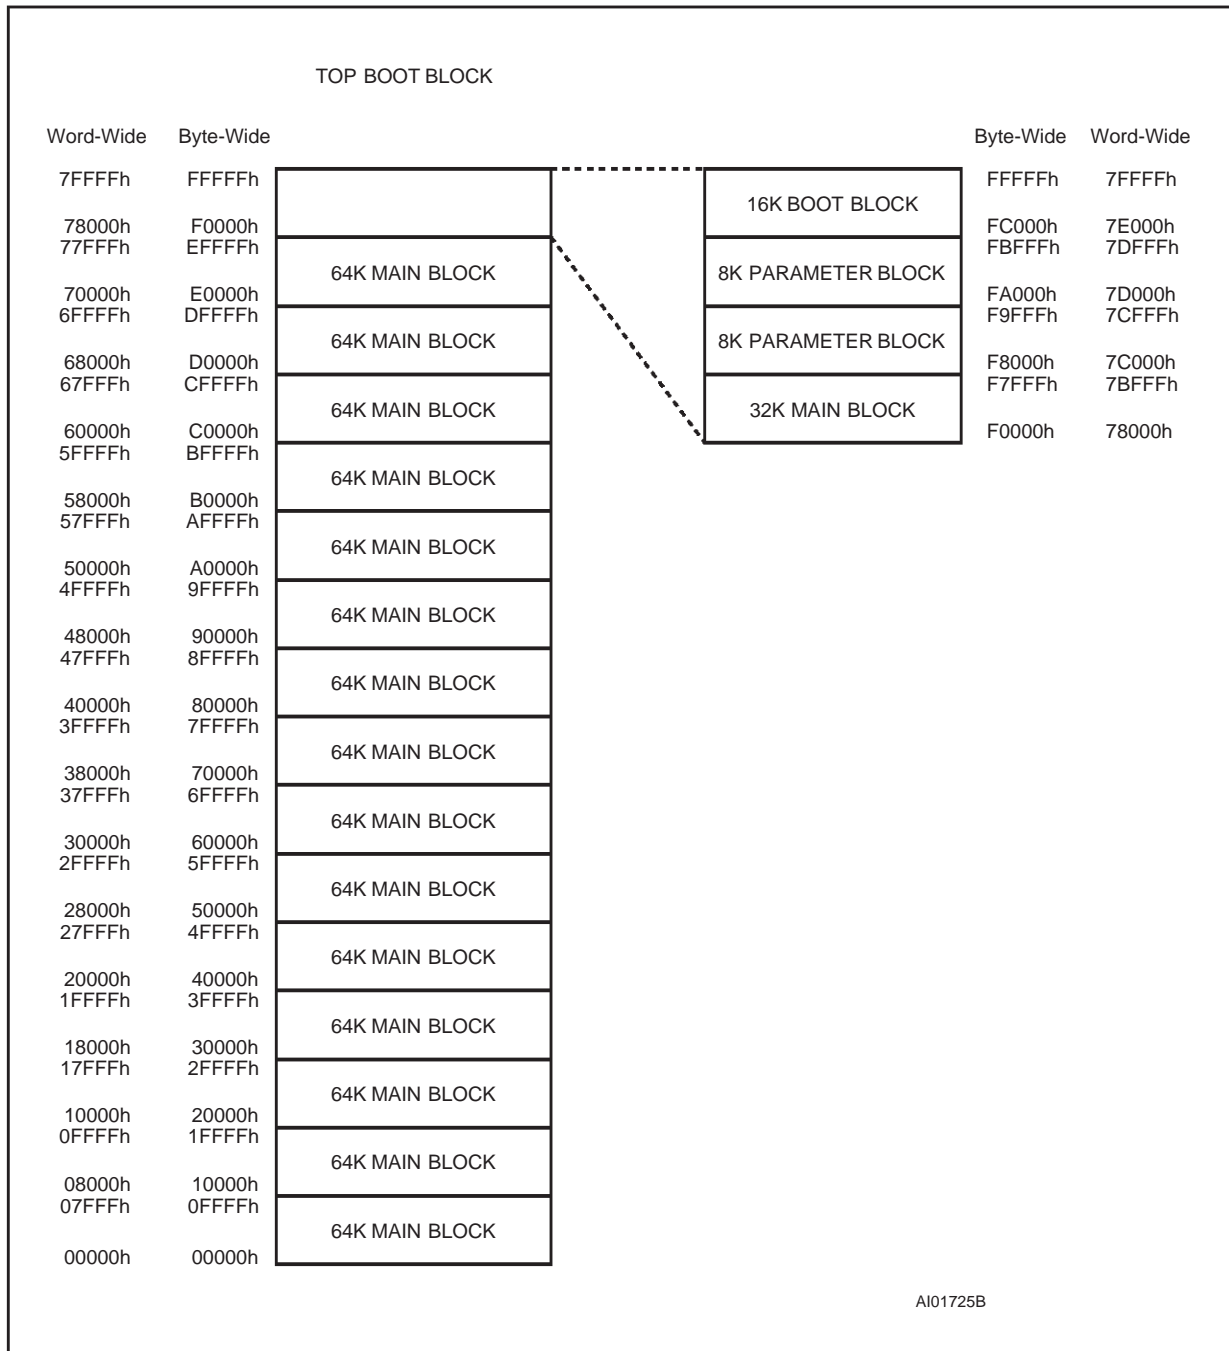 TOP BOOT BLOCK
Word-Wide Byte-Wide Byte-Wide Word-Wide
7FFFFh FFFFFh FFFFFh 7FFFFh
16K BOOT BLOCK
78000h F0000h FC000h 7E000h
77FFFh EFFFFh FBFFFh 7DFFFh
64K MAIN BLOCK 8K PARAMETER BLOCK
70000h E0000h FA000h 7D000h
6FFFFh DFFFFh F9FFFh 7CFFFh
64K MAIN BLOCK 8K PARAMETER BLOCK
68000h D0000h F8000h 7C000h
67FFFh CFFFFh F7FFFh 7BFFFh
64K MAIN BLOCK 32K MAIN BLOCK
60000h C0000h F0000h 78000h
5FFFFh BFFFFh
64K MAIN BLOCK
58000h B0000h
57FFFh AFFFFh
64K MAIN BLOCK
50000h A0000h
4FFFFh 9FFFFh
64K MAIN BLOCK
48000h 90000h
47FFFh 8FFFFh
64K MAIN BLOCK
40000h 80000h
3FFFFh 7FFFFh
64K MAIN BLOCK
38000h 70000h
37FFFh 6FFFFh
64K MAIN BLOCK
30000h 60000h
2FFFFh 5FFFFh
64K MAIN BLOCK
28000h 50000h
27FFFh 4FFFFh
64K MAIN BLOCK
20000h 40000h
1FFFFh 3FFFFh
64K MAIN BLOCK
18000h 30000h
17FFFh 2FFFFh
64K MAIN BLOCK
10000h 20000h
0FFFFh 1FFFFh
64K MAIN BLOCK
08000h 10000h
07FFFh 0FFFFh
64K MAIN BLOCK
00000h 00000h
AI01725B